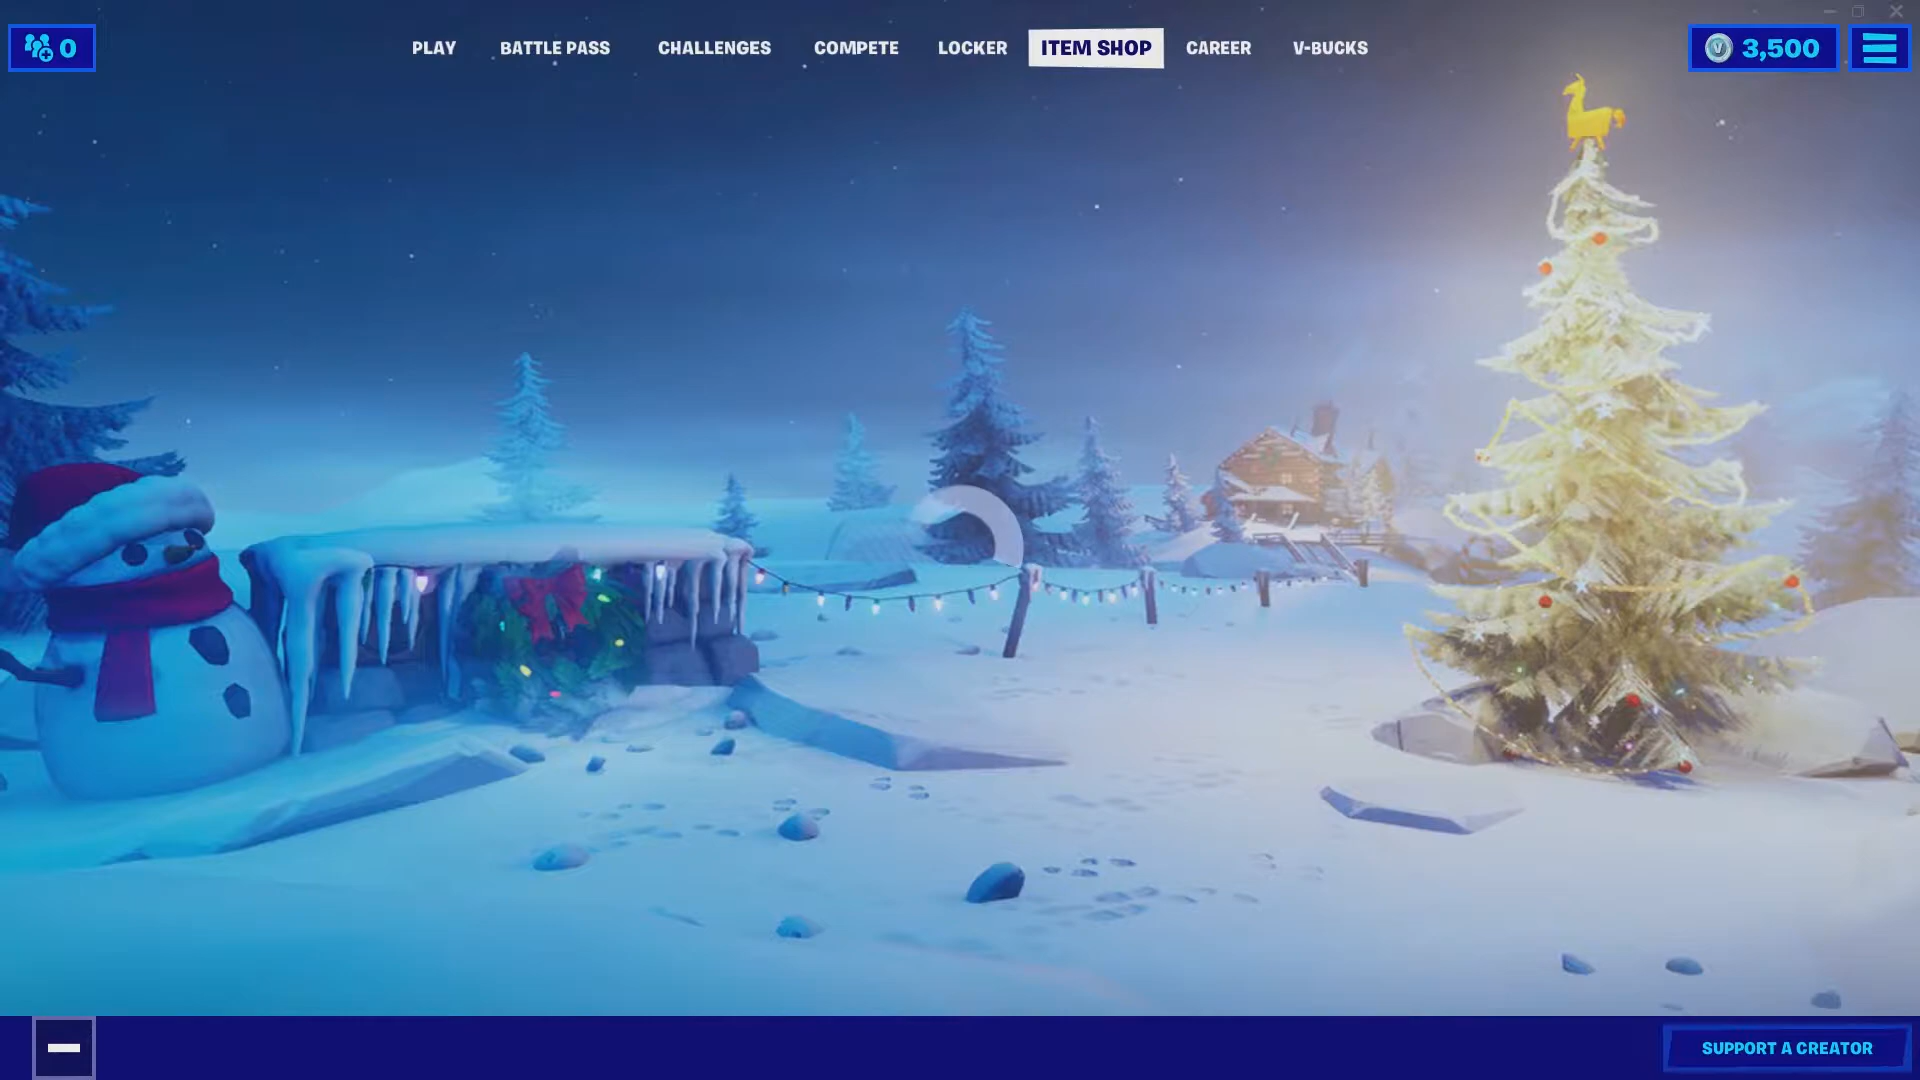 0
PLAY
BATTLE PASS
CHALLENGES
COMPETE
LOCKER
ITEM SHOP
CAREER
V-BUCKS
V 3,500
SUPPORT A CREATOR